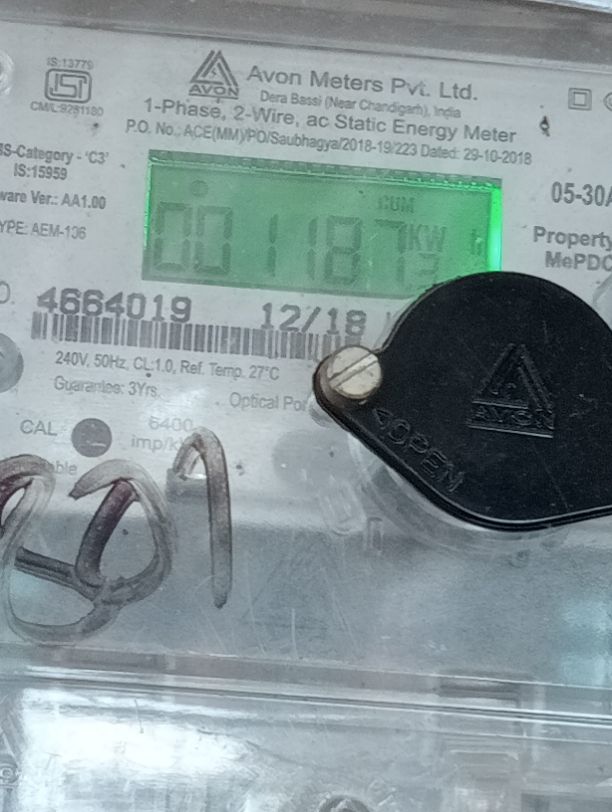 IS:13779
CM/L:9291180
AVON
Avon Meters Pvt. Ltd.
Dera Bassi (Near Chandigarh), India
1-Phase, 2-Wire, ac Static Energy Meter
P.O. No.: ACE(MM)/PO/Saubhagya/2018-19/223 Dated: 29-10-2018
S-Category - 'C3'
IS:15959
ware Ver.: AA1.00
YPE: AEM-136
05-30A
Property
MePDC
CUM
001187 KW h
13
4664019 12/18
240V, 50Hz, CL:1.0, Ref. Temp. 27°C
Guarantee: 3Yrs.
Optical Por
CAL
6400
imp/k
able
AVON
OPEN